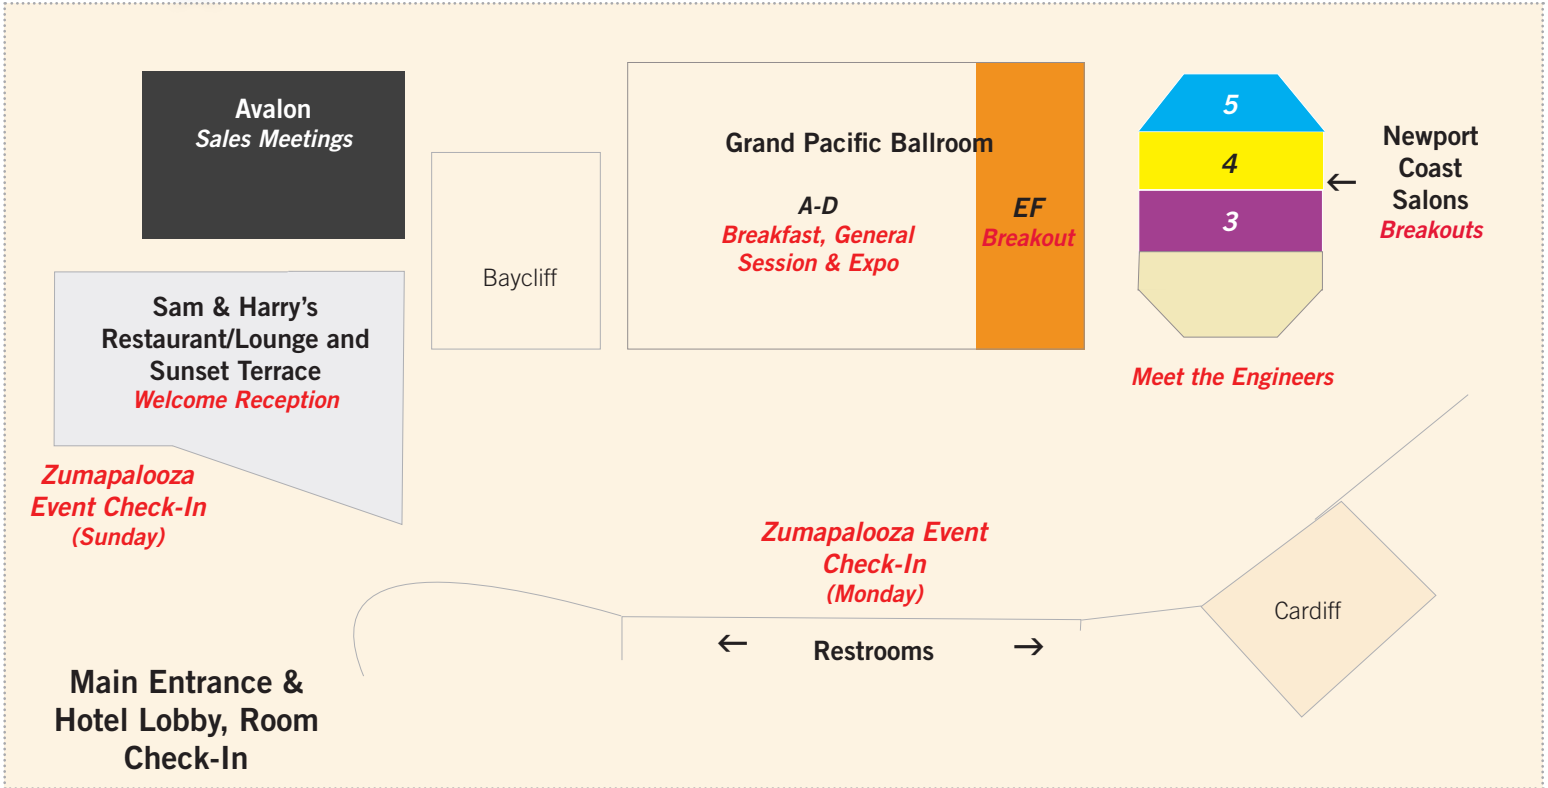 Avalon
Sales Meetings
Sam & Harry’s
Restaurant/Lounge and
Sunset Terrace
Welcome Reception
Zumapalooza
Event Check-In
(Sunday)
Baycliff
Grand Pacific Ballroom
A-D
Breakfast, General
Session & Expo
EF
Breakout
5
4
3
←
Newport
Coast
Salons
Breakouts
Meet the Engineers
Zumapalooza Event
Check-In
(Monday)
← Restrooms →
Cardiff
Main Entrance &
Hotel Lobby, Room
Check-In